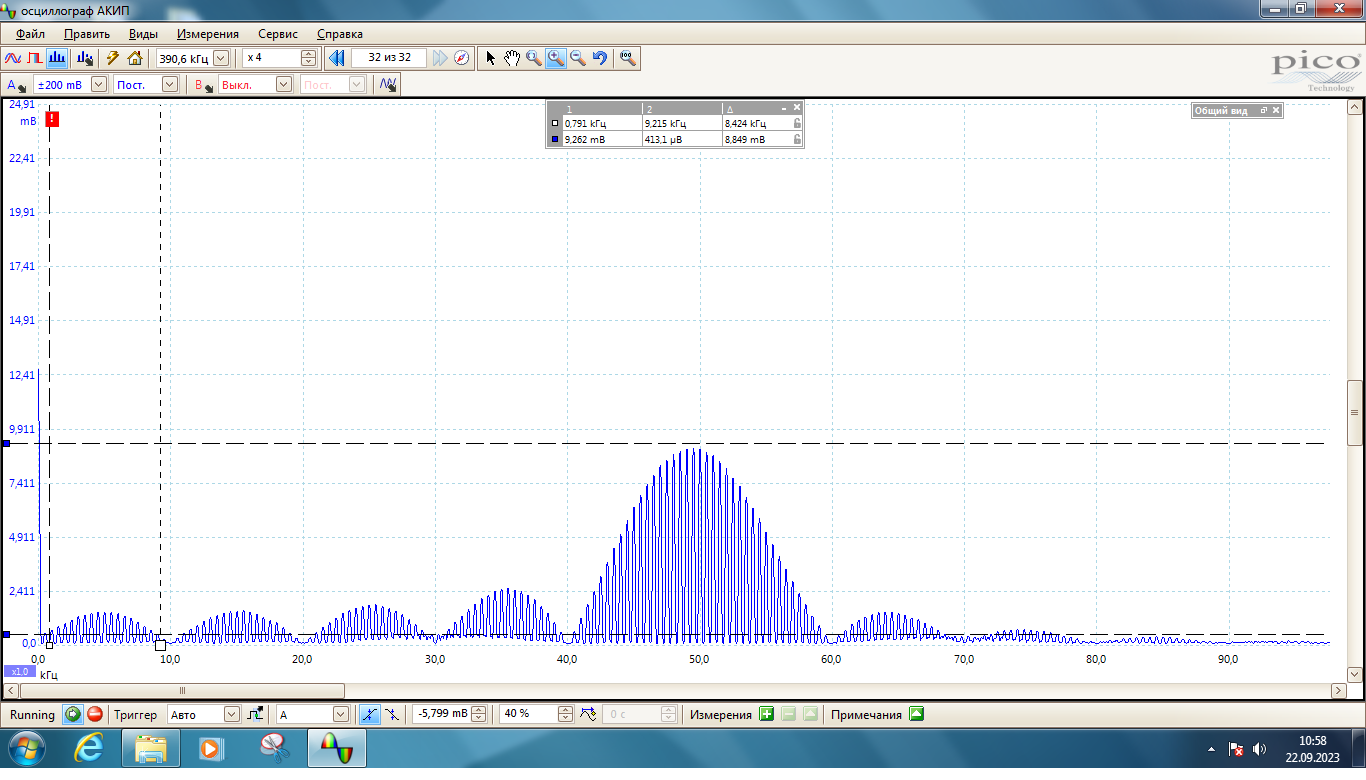 осциллограф АКИП
Файл Править Виды Измерения Сервис Справка
390,6 кГц x 4 32 из 32
A ±200 mВ Пост. B Выкл. Пост.
pico
Technology
24,91
mВ
22,41
19,91
17,41
14,91
12,41
9,911
7,411
4,911
2,411
0,0
!
1 2 Δ
0,791 кГц 9,215 кГц 8,424 кГц
9,262 mВ 413,1 µВ 8,849 mВ
Общий вид
0,0 10,0 20,0 30,0 40,0 50,0 60,0 70,0 80,0 90,0
x1,0 кГц
Running Триггер Авто A -5,799 mВ 40 % 0 с Измерения Примечания
10:58
22.09.2023